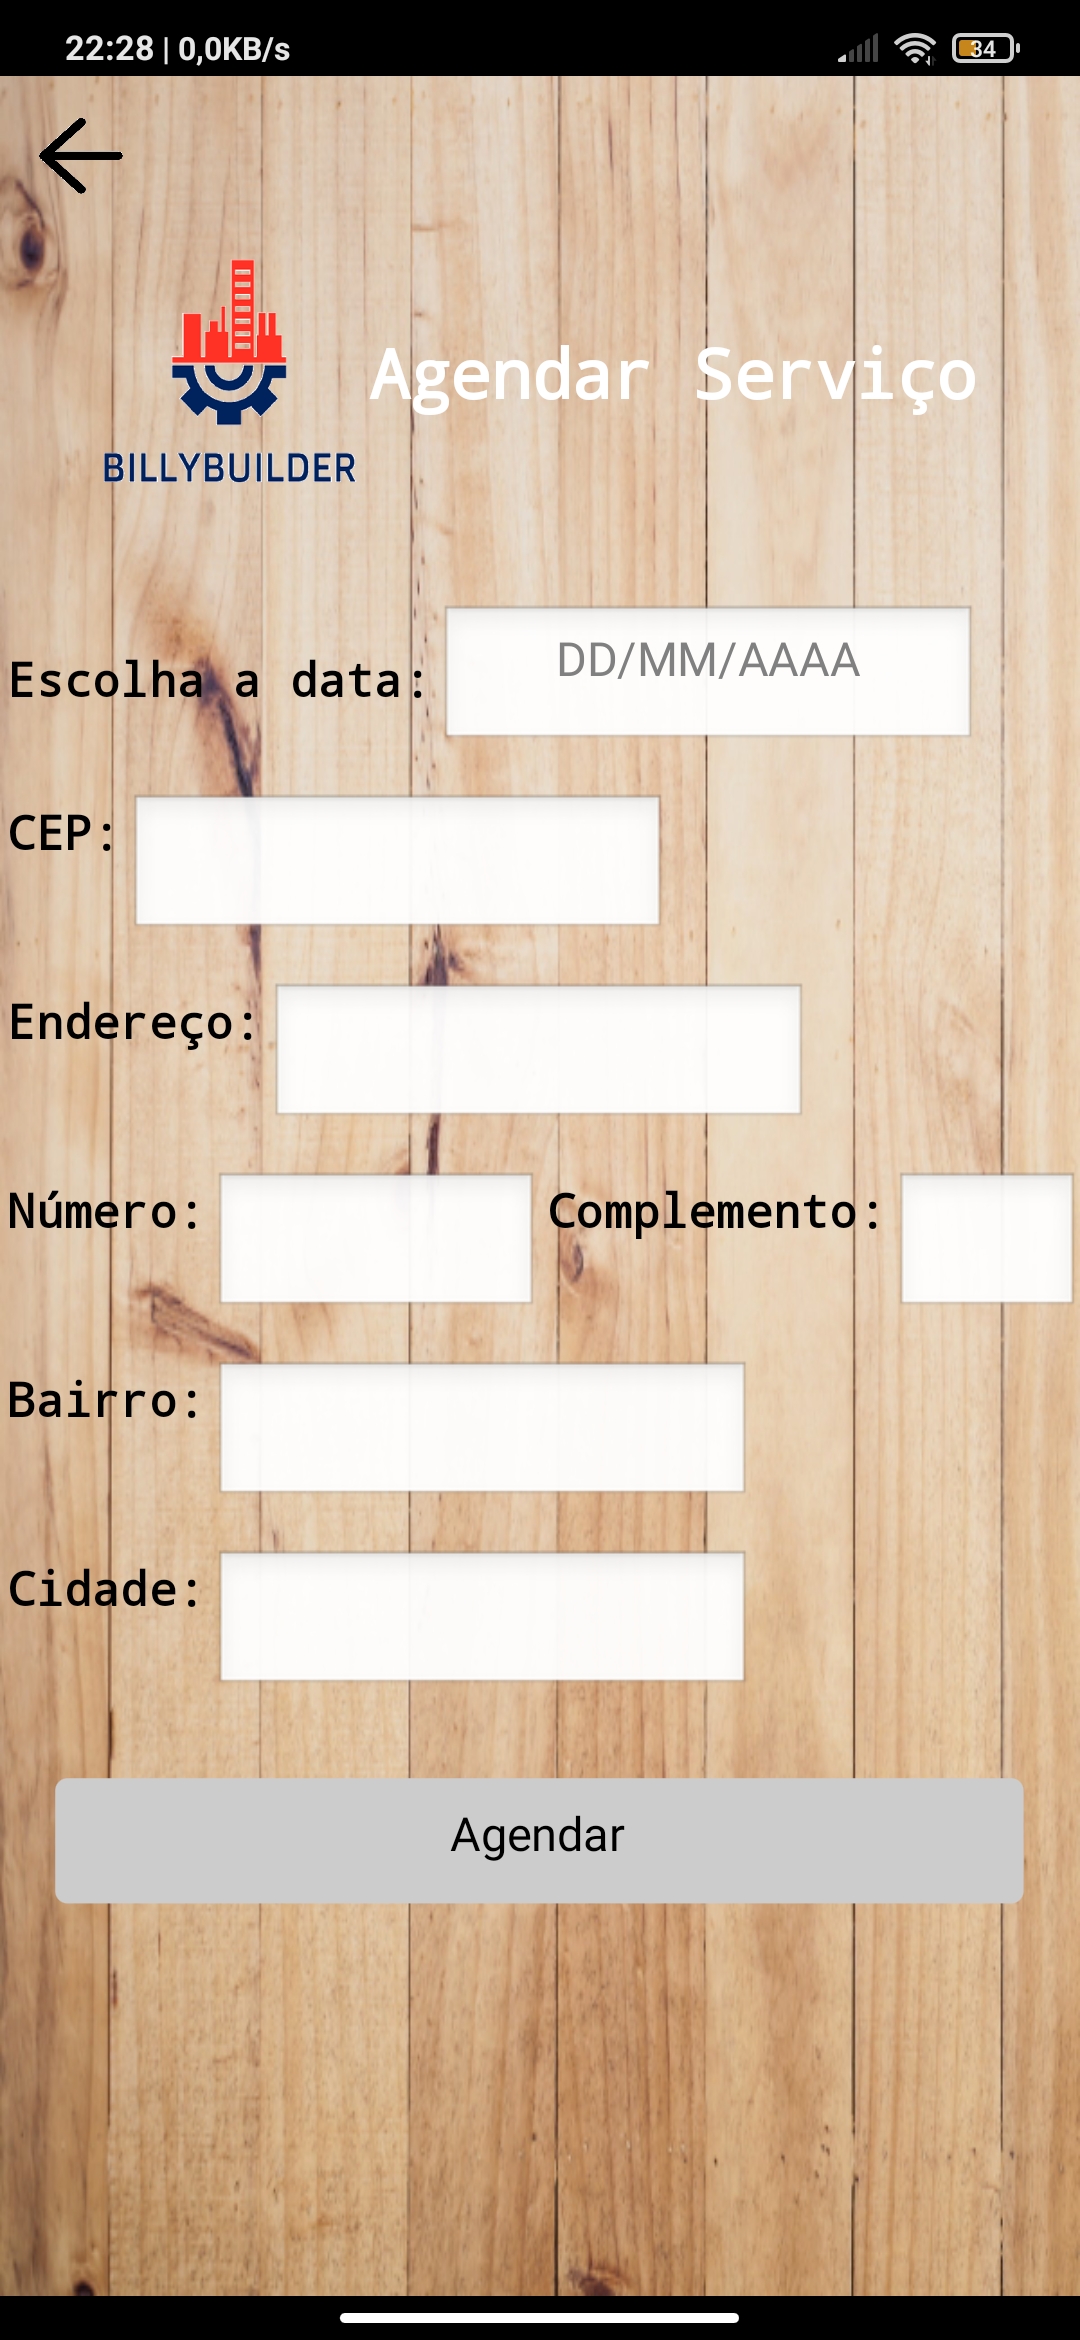 22:28 | 0,0KB/s
34
Agendar Serviço
BILLYBUILDER
Escolha a data: DD/MM/AAAA
CEP:
Endereço:
Número: Complemento:
Bairro:
Cidade:
Agendar